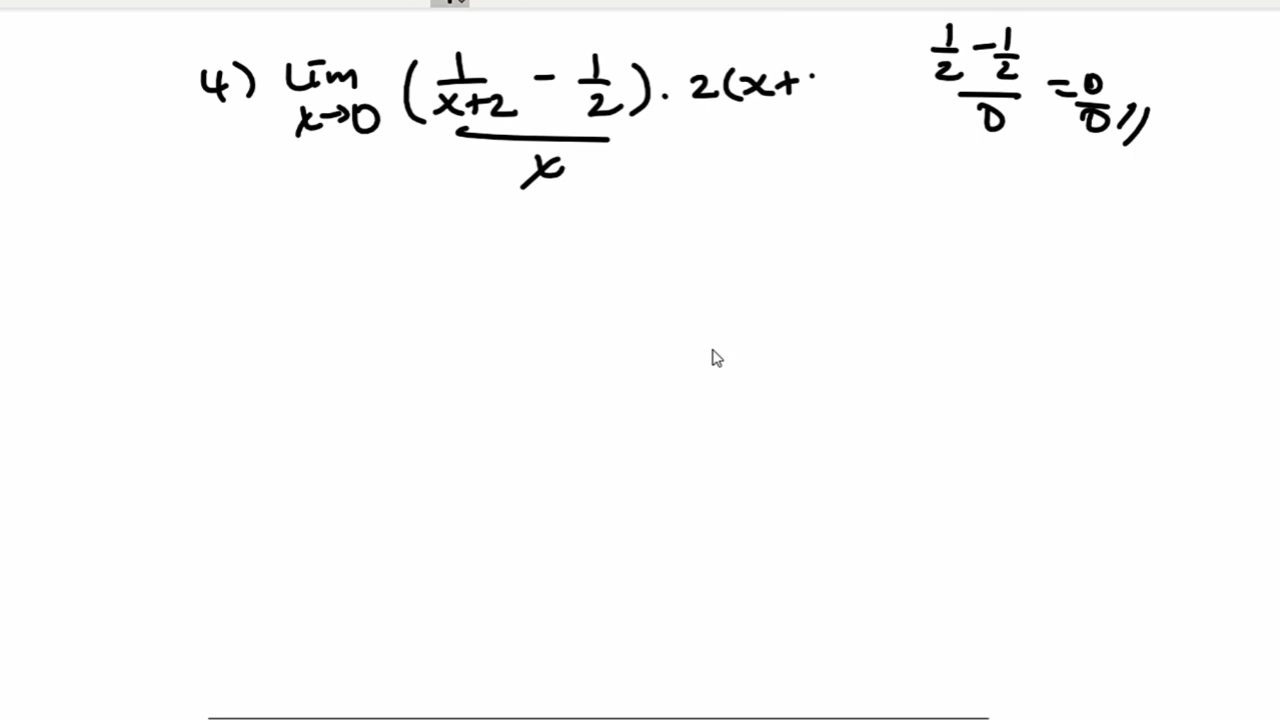 4) lim x→0 (1/(x+2) - 1/2) . 2(x+ / x
(1/2 - 1/2)/0 = 0/0 //